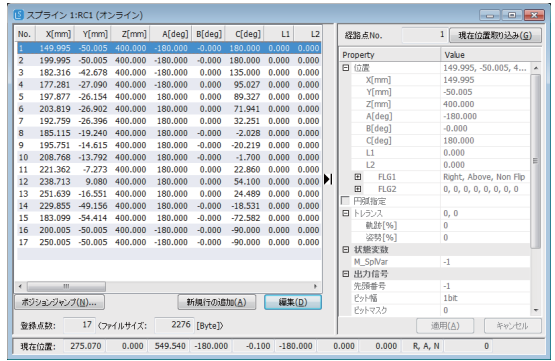 スプライン 1:RC1 (オンライン)
No. X[mm] Y[mm] Z[mm] A[deg] B[deg] C[deg] L1 L2
1 149.995 -50.005 400.000 -180.000 -0.000 180.000 0.000 0.000
2 199.995 -50.005 400.000 -180.000 -0.000 180.000 0.000 0.000
3 182.316 -42.678 400.000 -180.000 -0.000 135.000 0.000 0.000
4 177.281 -27.090 400.000 -180.000 -0.000 95.027 0.000 0.000
5 197.877 -26.154 400.000 -180.000 -0.000 89.327 0.000 0.000
6 203.819 -26.902 400.000 -180.000 -0.000 71.941 0.000 0.000
7 192.759 -26.396 400.000 -180.000 -0.000 32.251 0.000 0.000
8 185.115 -19.240 400.000 -180.000 -0.000 -2.028 0.000 0.000
9 195.751 -14.615 400.000 -180.000 -0.000 -20.219 0.000 0.000
10 208.768 -13.792 400.000 -180.000 -0.000 -1.700 0.000 0.000
11 221.362 -7.273 400.000 -180.000 -0.000 22.860 0.000 0.000
12 238.713 9.080 400.000 -180.000 -0.000 54.100 0.000 0.000
13 251.639 -16.551 400.000 -180.000 -0.000 24.489 0.000 0.000
14 229.855 -49.156 400.000 -180.000 -0.000 -18.531 0.000 0.000
15 183.099 -54.414 400.000 -180.000 -0.000 -72.582 0.000 0.000
16 200.005 -50.005 400.000 -180.000 -0.000 -90.000 0.000 0.000
17 250.005 -50.005 400.000 -180.000 -0.000 -90.000 0.000 0.000
ポジションジャンプ(N)... 新規行の追加(A) 編集(D)
登録点数: 17 (ファイルサイズ: 2276 [Byte])
経路点No. 1 現在位置取り込み(G)
Property Value
位置 149.995, -50.005, 4...
X[mm] 149.995
Y[mm] -50.005
Z[mm] 400.000
A[deg] -180.000
B[deg] -0.000
C[deg] 180.000
L1 0.000
L2 0.000
FLG1 Right, Above, Non Flip
FLG2 0, 0, 0, 0, 0, 0, 0, 0
円弧指定
トレランス 0, 0
軌跡[%] 0
姿勢[%] 0
状態変数
M_SplVar -1
出力信号
先頭番号 -1
ビット幅 1bit
ビットマスク 0
適用(A) キャンセル
現在位置: 275.070 0.000 549.540 -180.000 -0.100 -180.000 0.000 0.000 R, A, N 0